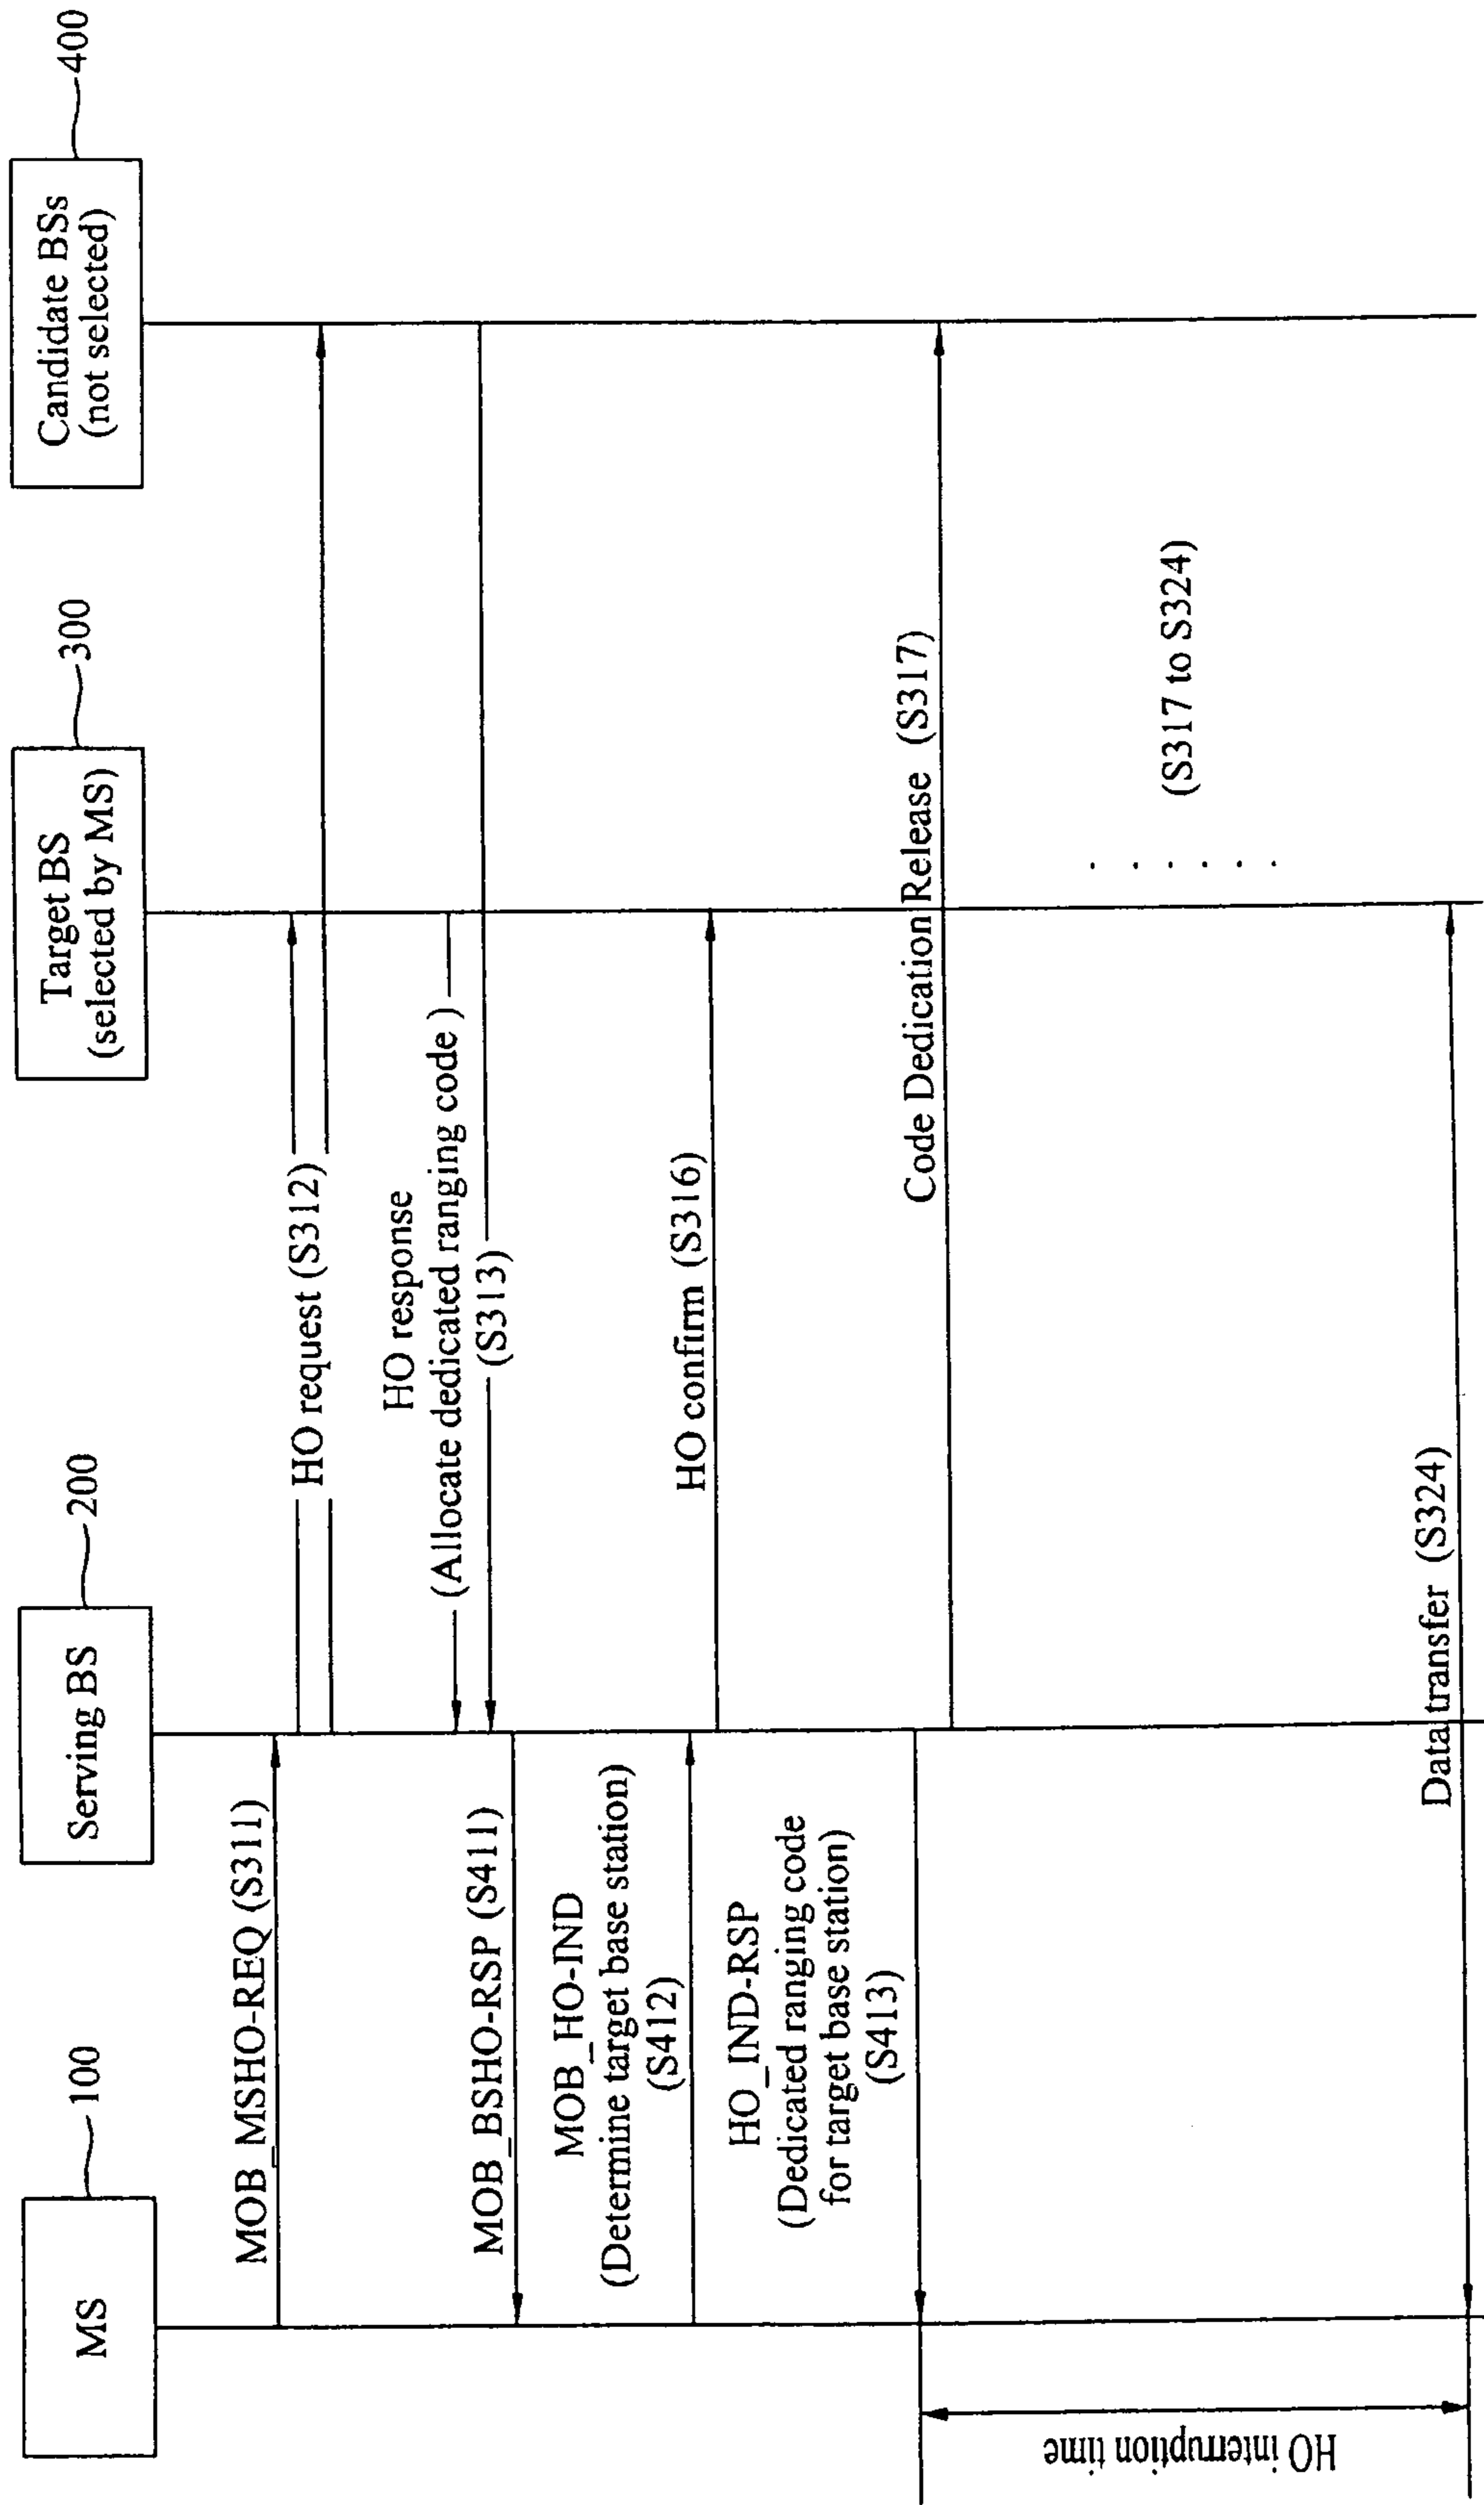 MS
100
Serving BS
200
Target BS
(selected by MS)
300
Candidate BSs
(not selected)
400
MOB_MSHO-REQ (S311)
HO request (S312)
HO response
(Allocate dedicated ranging code )
(S313)
MOB_BSHO-RSP (S411)
MOB_HO-IND
(Determine target base station)
(S412)
HO confirm (S316)
HO_IND-RSP
(Dedicated ranging code
for target base station)
(S413)
Code Dedication Release (S317)
HO interruption time
. . . . . .
(S317 to S324)
Data transfer (S324)